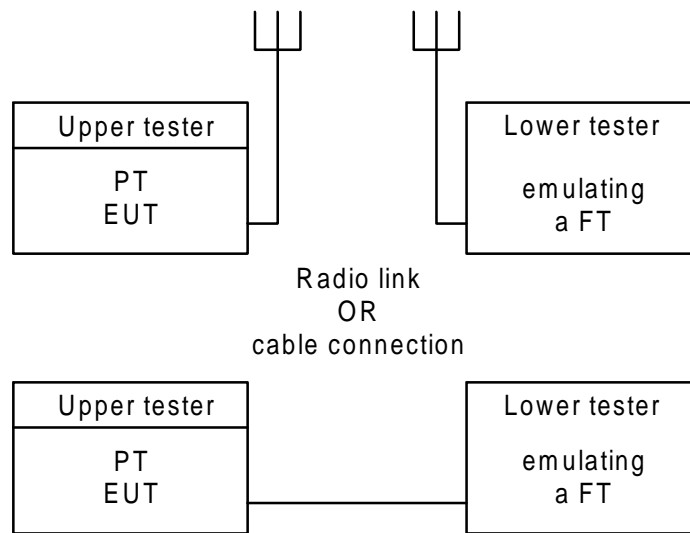 Upper tester
PT
EUT
Lower tester
emulating
a FT
Radio link
OR
cable connection
Upper tester
PT
EUT
Lower tester
emulating
a FT